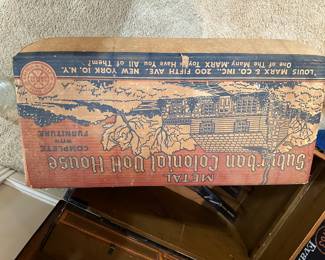 METAL
Suburban Colonial Doll House
COMPLETE
WITH
FURNITURE
LOUIS MARX & CO. INC., 200 FIFTH AVE. NEW YORK 10, N.Y.
One of The Many MARX Toys - Have You All of Them?